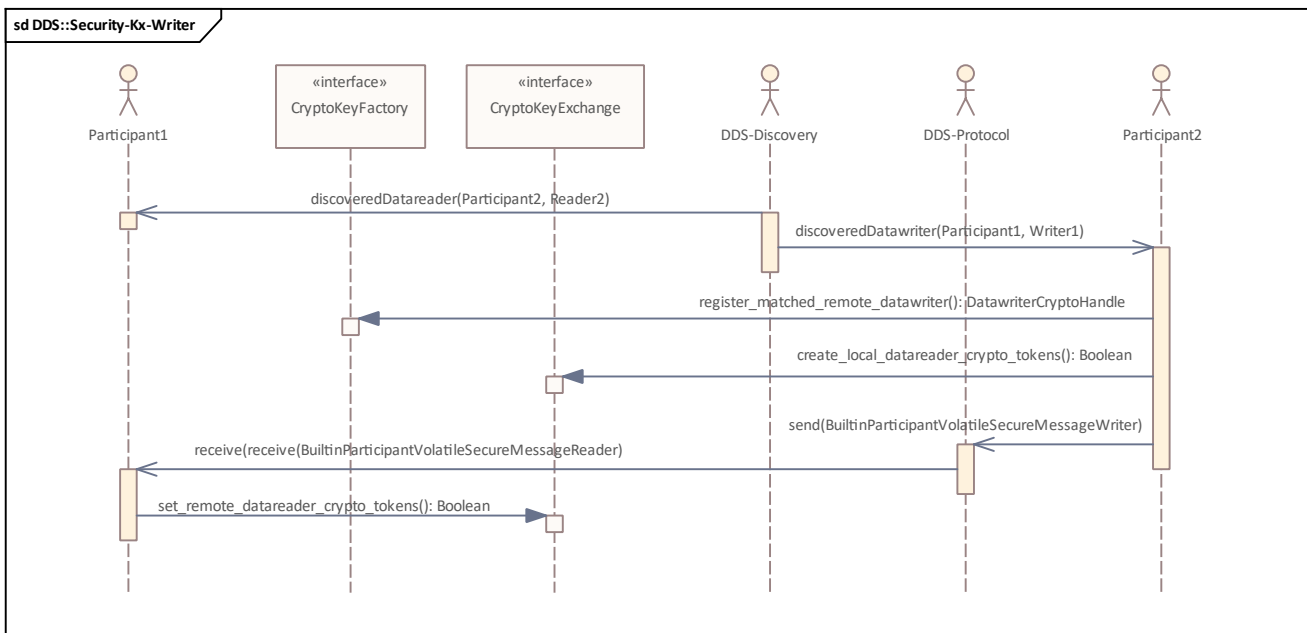 sd DDS::Security-Kx-Writer
«interface»
CryptoKeyFactory
«interface»
CryptoKeyExchange
Participant1
DDS-Discovery
DDS-Protocol
Participant2
discoveredDatareader(Participant2, Reader2)
discoveredDatawriter(Participant1, Writer1)
register_matched_remote_datawriter(): DatawriterCryptoHandle
create_local_datareader_crypto_tokens(): Boolean
send(BuiltinParticipantVolatileSecureMessageWriter)
receive(receive(BuiltinParticipantVolatileSecureMessageReader)
set_remote_datareader_crypto_tokens(): Boolean